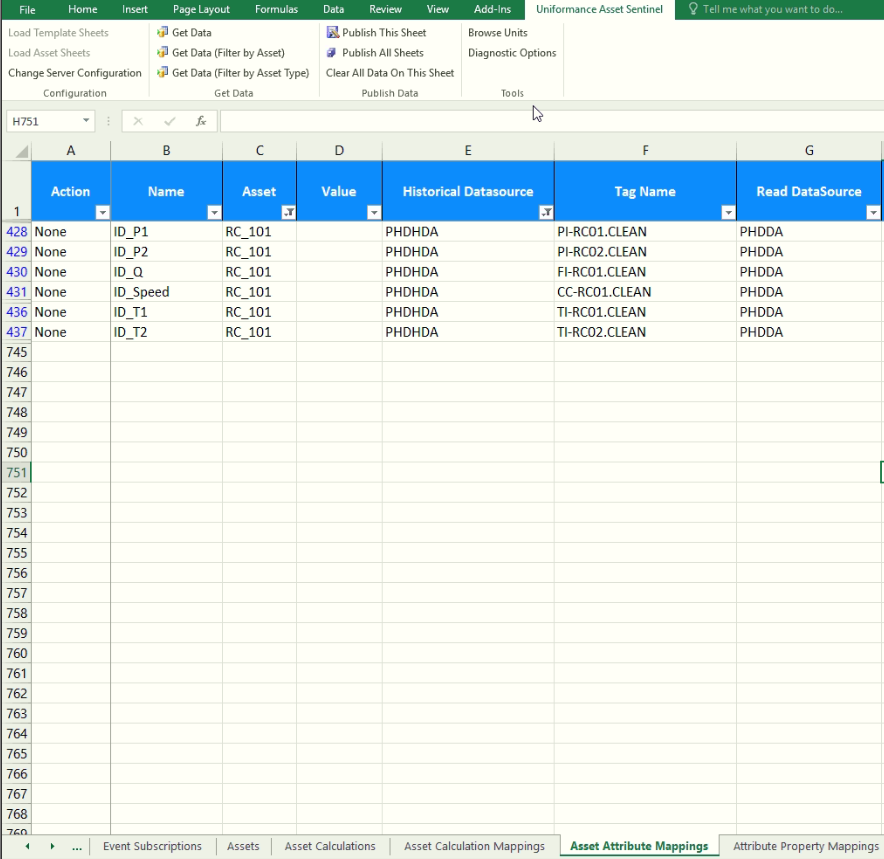 File Home Insert Page Layout Formulas Data Review View Add-Ins Uniformance Asset Sentinel Tell me what you want to do...
Load Template Sheets Get Data Publish This Sheet Browse Units
Load Asset Sheets Get Data (Filter by Asset) Publish All Sheets Diagnostic Options
Change Server Configuration Get Data (Filter by Asset Type) Clear All Data On This Sheet
Configuration Get Data Publish Data Tools
H751 fx
A B C D E F G
1 Action Name Asset Value Historical Datasource Tag Name Read DataSource
428 None ID_P1 RC_101 PHDHDA PI-RC01.CLEAN PHDDA
429 None ID_P2 RC_101 PHDHDA PI-RC02.CLEAN PHDDA
430 None ID_Q RC_101 PHDHDA FI-RC01.CLEAN PHDDA
431 None ID_Speed RC_101 PHDHDA CC-RC01.CLEAN PHDDA
436 None ID_T1 RC_101 PHDHDA TI-RC01.CLEAN PHDDA
437 None ID_T2 RC_101 PHDHDA TI-RC02.CLEAN PHDDA
745
746
747
748
749
750
751
752
753
754
755
756
757
758
759
760
761
762
763
764
765
766
767
768
769
... Event Subscriptions Assets Asset Calculations Asset Calculation Mappings Asset Attribute Mappings Attribute Property Mappings